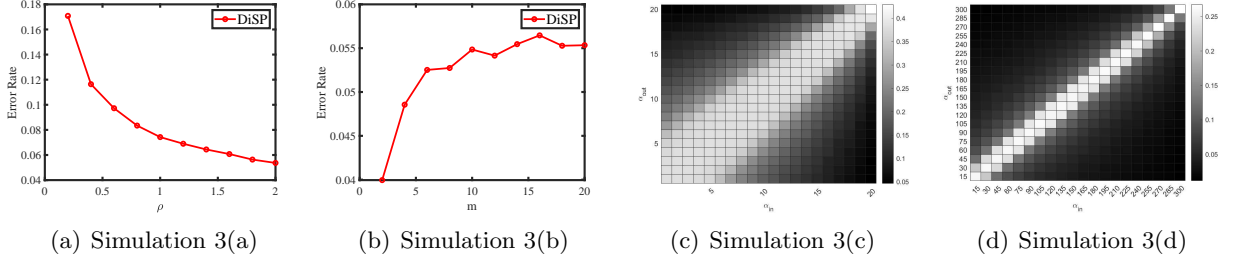 0.18
0.16
0.14
0.12
0.1
0.08
0.06
0.04
Error Rate
DiSP
0 0.5 1 1.5 2
ρ
(a) Simulation 3(a)
0.06
0.055
0.05
0.045
0.04
Error Rate
DiSP
0 5 10 15 20
m
(b) Simulation 3(b)
20
15
10
5
α_out
5 10 15 20
α_in
0.4
0.35
0.3
0.25
0.2
0.15
0.1
0.05
(c) Simulation 3(c)
300
285
270
255
240
225
210
195
180
165
150
135
120
105
90
75
60
45
30
15
α_out
15 30 45 60 75 90 105 120 135 150 165 180 195 210 225 240 255 270 285 300
α_in
0.25
0.2
0.15
0.1
0.05
(d) Simulation 3(d)